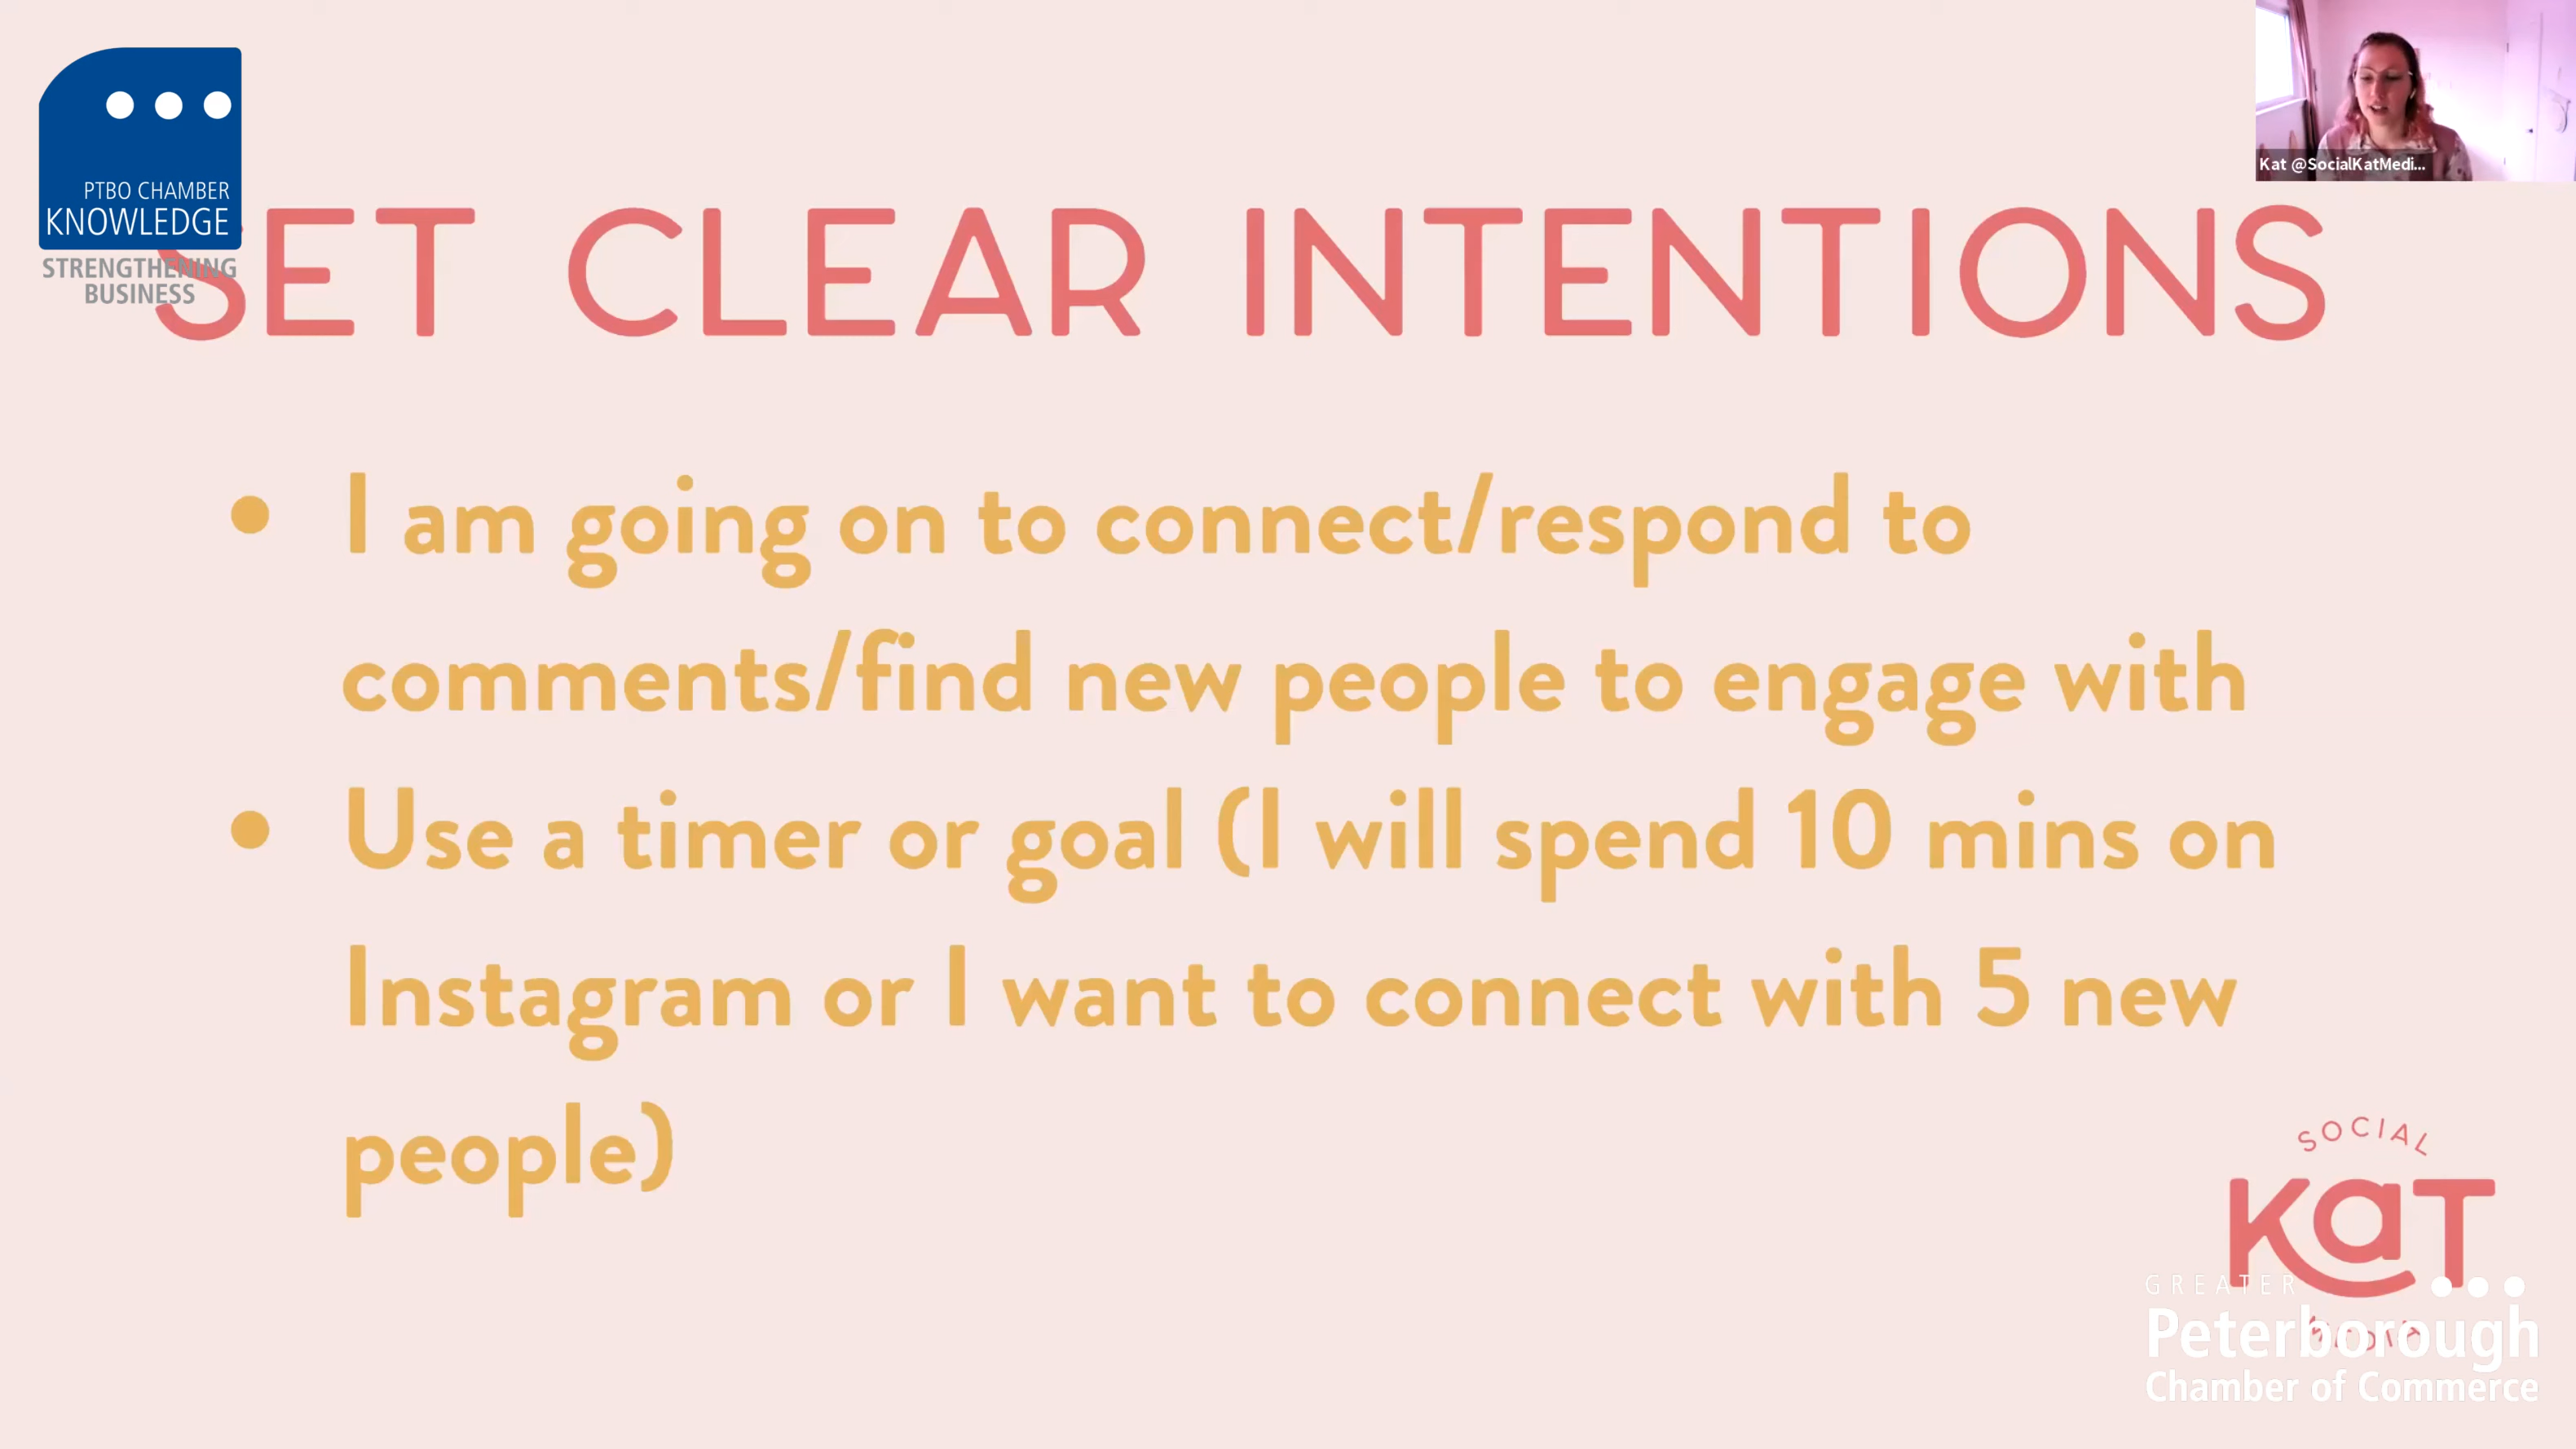 PTBO CHAMBER
KNOWLEDGE
STRENGTHENING
BUSINESS
Kat @SocialKatMedi...
SET CLEAR INTENTIONS
• I am going on to connect/respond to
comments/find new people to engage with
• Use a timer or goal (I will spend 10 mins on
Instagram or I want to connect with 5 new
people)
SOCIAL
KaT
MEDIA
GREATER
Peterborough
Chamber of Commerce